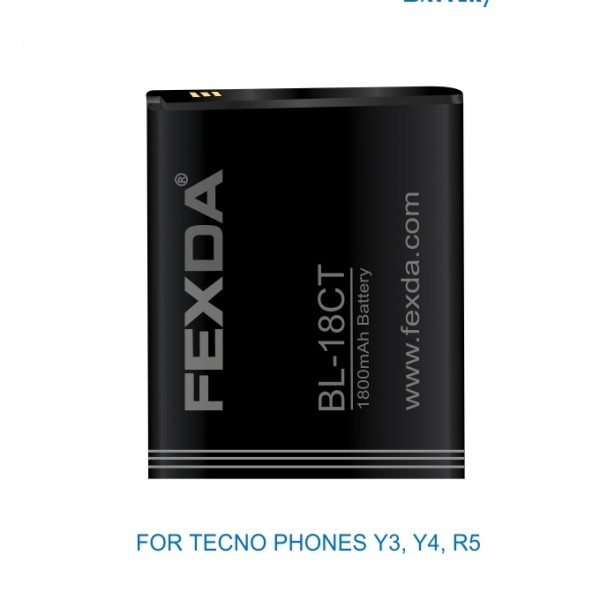 FEXDA®
BL-18CT
1800mAh Battery
www.fexda.com
FOR TECNO PHONES Y3, Y4, R5